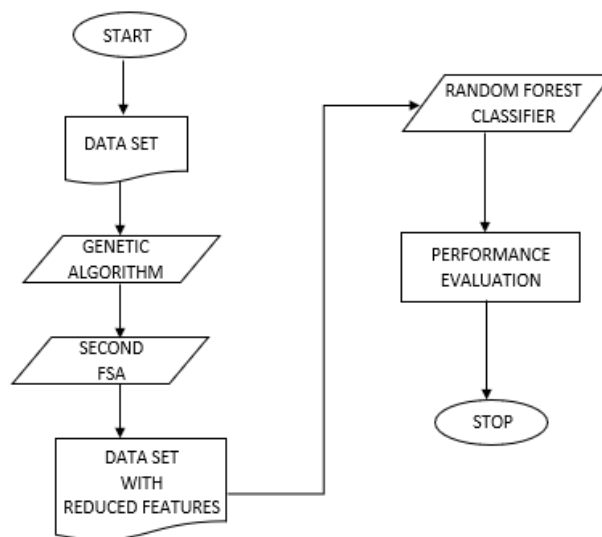 START
DATA SET
GENETIC
ALGORITHM
SECOND
FSA
DATA SET
WITH
REDUCED FEATURES
RANDOM FOREST
CLASSIFIER
PERFORMANCE
EVALUATION
STOP